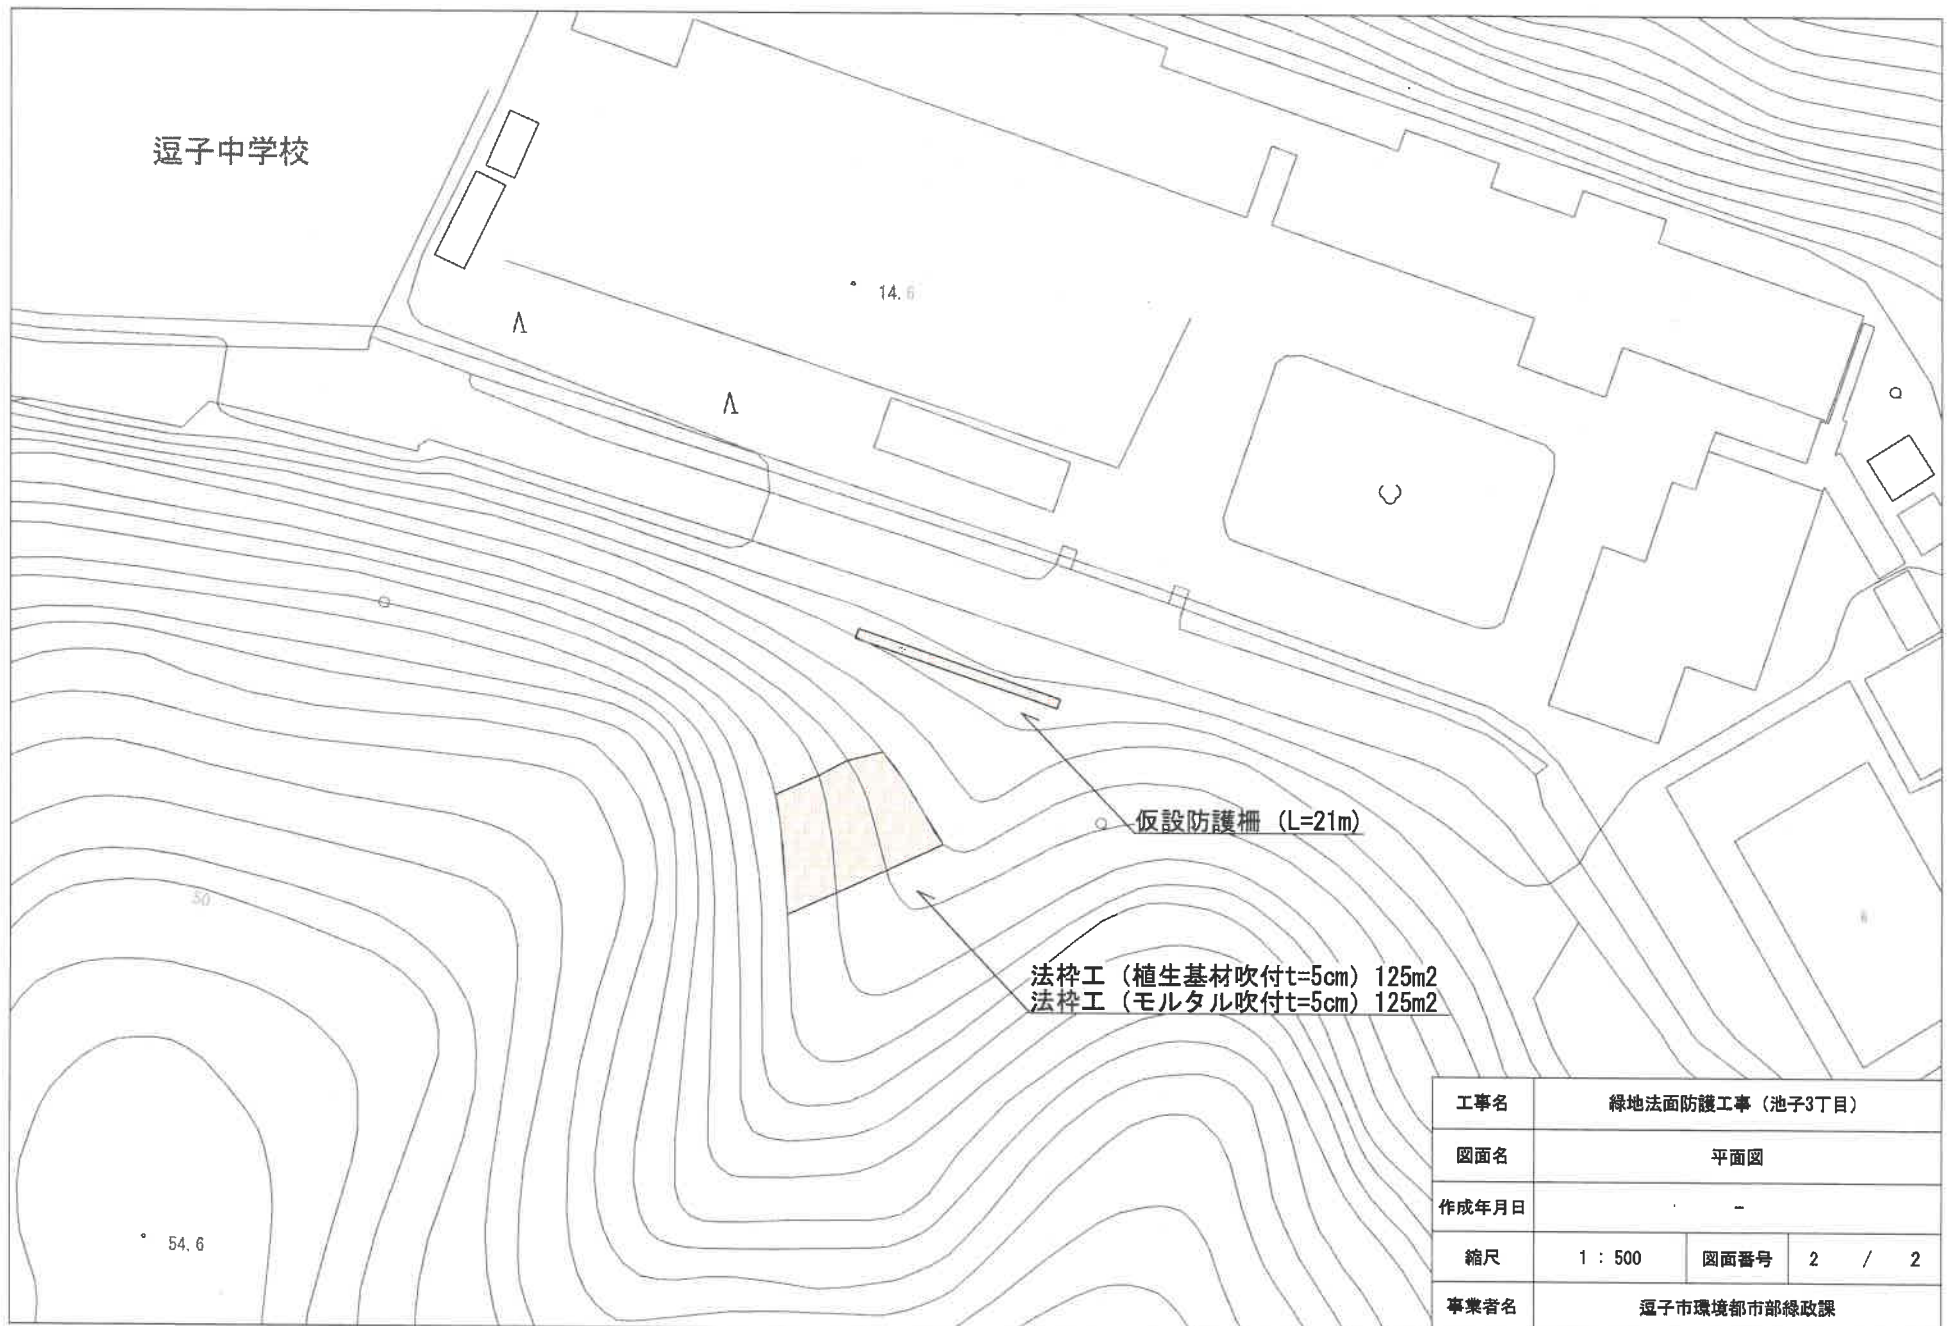 逗子中学校
14.6
仮設防護柵 (L=21m)
50
法枠工 (植生基材吹付t=5cm) 125m2
法枠工 (モルタル吹付t=5cm) 125m2
54.6
工事名 緑地法面防護工事 (池子3丁目)
図面名 平面図
作成年月日 -
縮尺 1 : 500 図面番号 2 / 2
事業者名 逗子市環境都市部緑政課